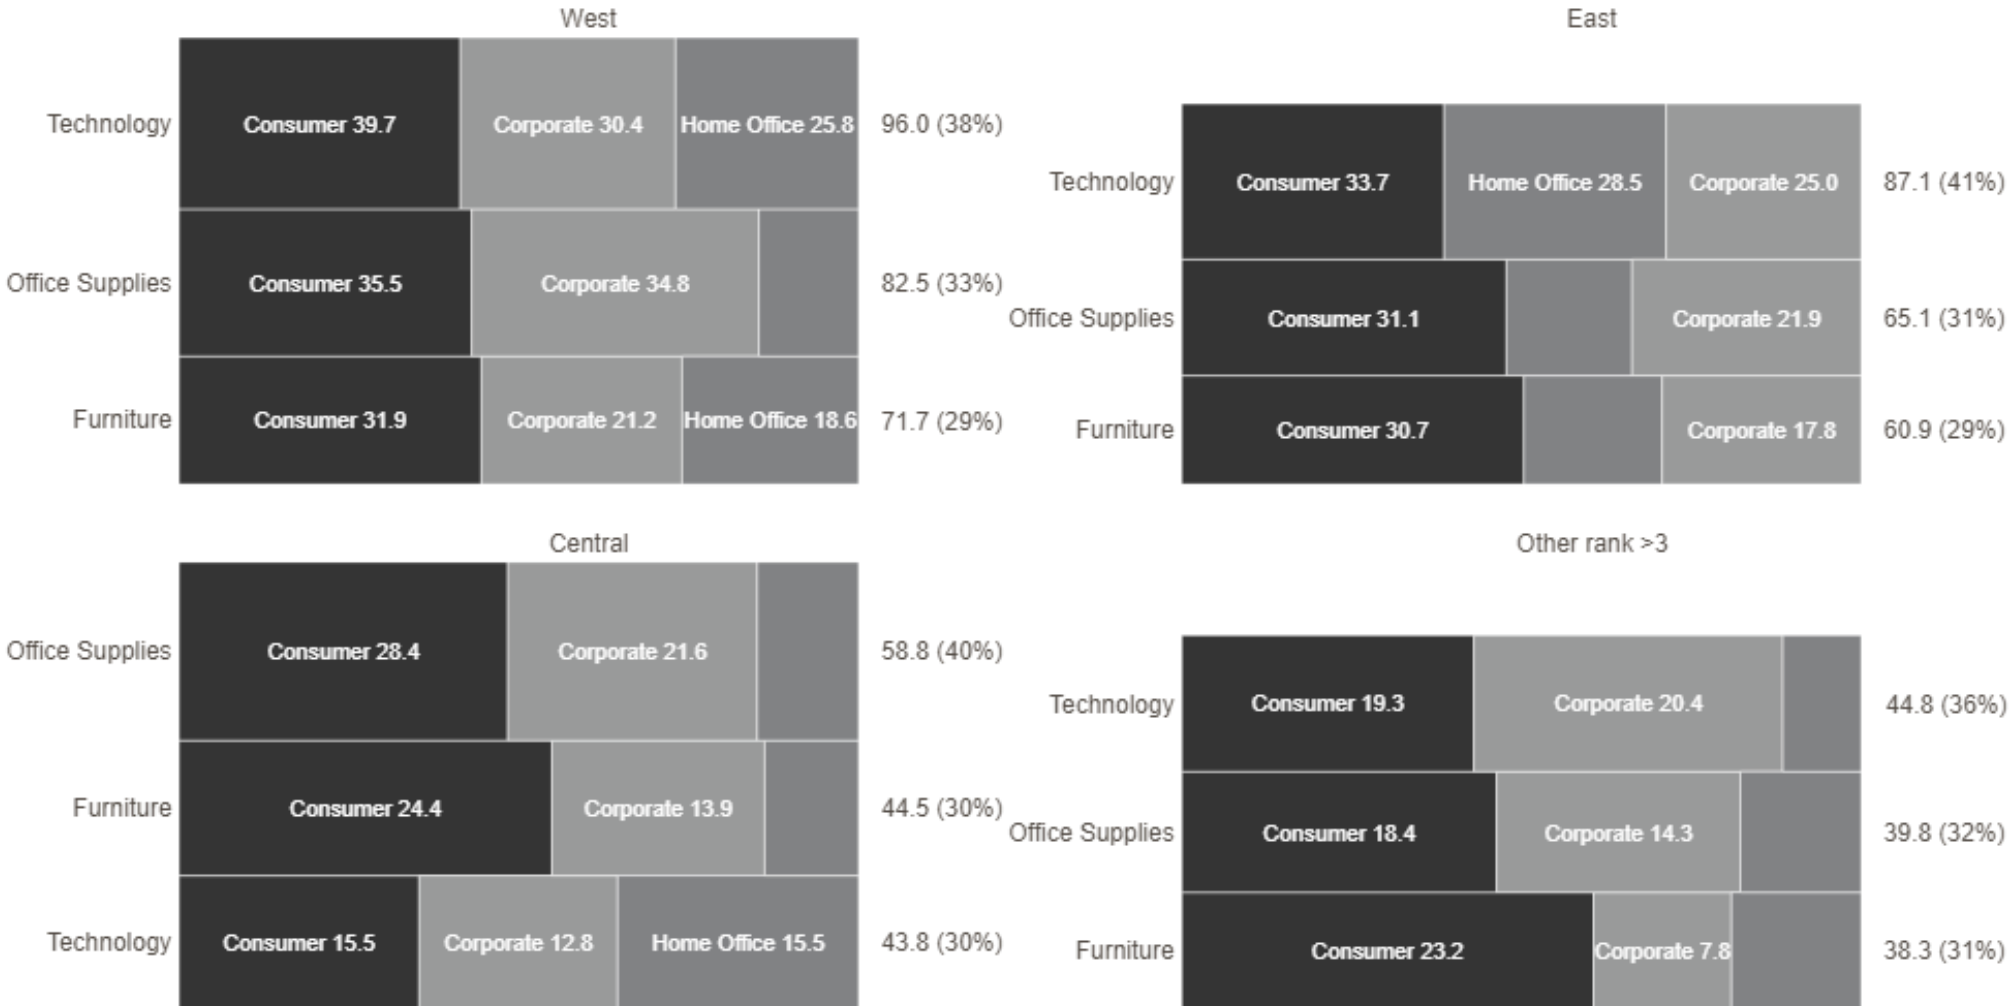 West
Technology Consumer 39.7 Corporate 30.4 Home Office 25.8 96.0 (38%)
Office Supplies Consumer 35.5 Corporate 34.8 82.5 (33%)
Furniture Consumer 31.9 Corporate 21.2 Home Office 18.6 71.7 (29%)
East
Technology Consumer 33.7 Home Office 28.5 Corporate 25.0 87.1 (41%)
Office Supplies Consumer 31.1 Corporate 21.9 65.1 (31%)
Furniture Consumer 30.7 Corporate 17.8 60.9 (29%)
Central
Office Supplies Consumer 28.4 Corporate 21.6 58.8 (40%)
Furniture Consumer 24.4 Corporate 13.9 44.5 (30%)
Technology Consumer 15.5 Corporate 12.8 Home Office 15.5 43.8 (30%)
Other rank >3
Technology Consumer 19.3 Corporate 20.4 44.8 (36%)
Office Supplies Consumer 18.4 Corporate 14.3 39.8 (32%)
Furniture Consumer 23.2 Corporate 7.8 38.3 (31%)